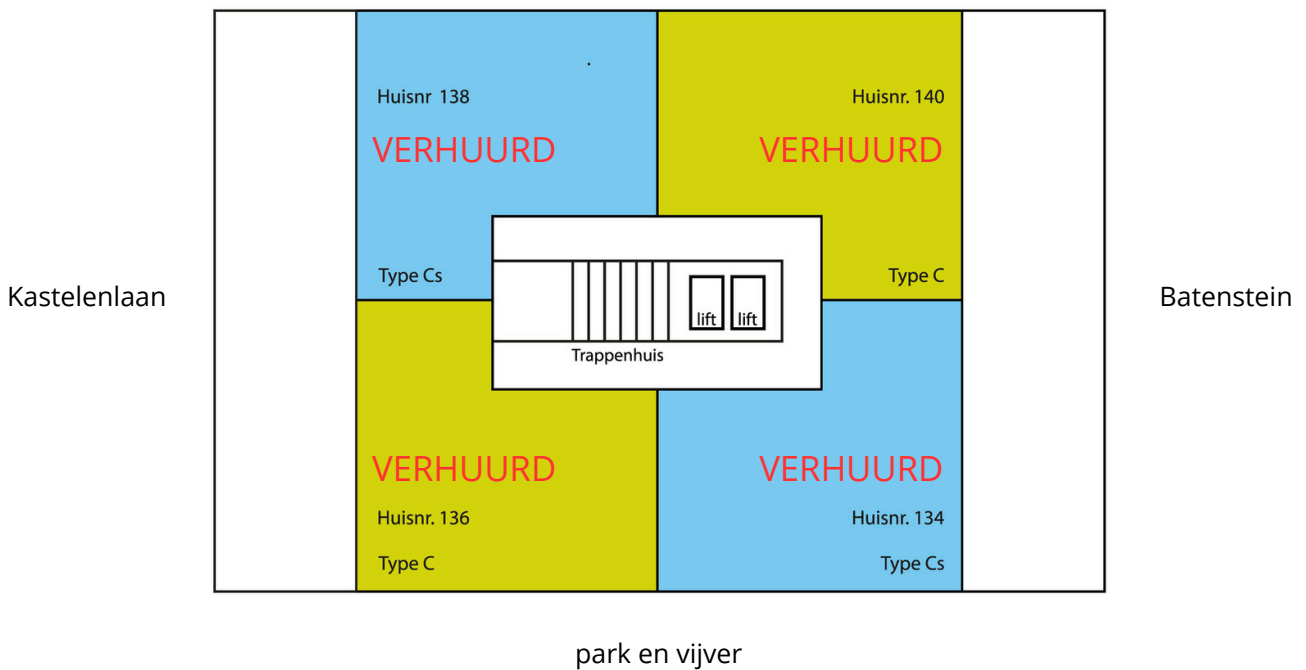 Huisnr 138
Huisnr. 140
VERHUURD
VERHUURD
Type Cs
Type C
Kastelenlaan
Batenstein
lift
lift
Trappenhuis
VERHUURD
VERHUURD
Huisnr. 136
Huisnr. 134
Type C
Type Cs
park en vijver